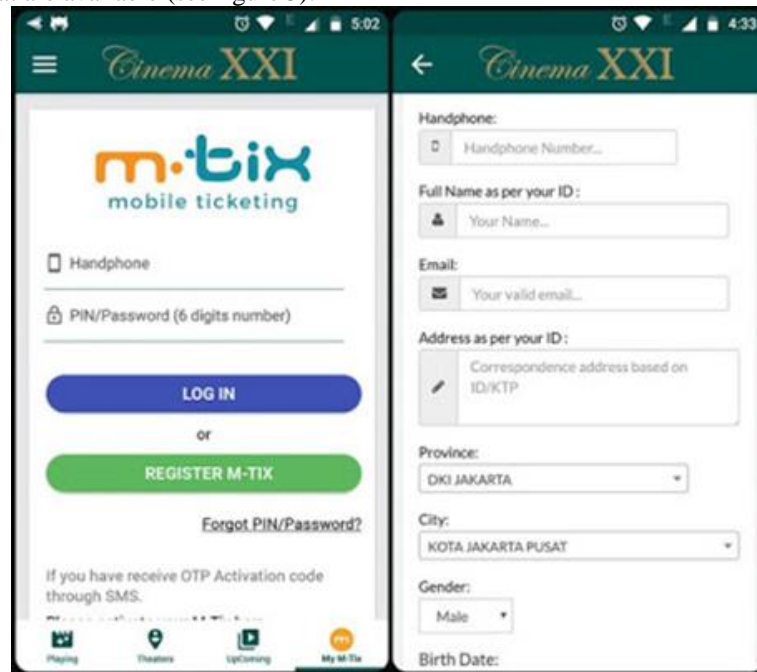 5:02
Cinema XXI
m·tix
mobile ticketing
Handphone
PIN/Password (6 digits number)
LOG IN
or
REGISTER M-TIX
Forgot PIN/Password?
If you have receive OTP Activation code
through SMS.
Playing
Theaters
UpComing
My M-Tix
4:33
Cinema XXI
Handphone:
Handphone Number...
Full Name as per your ID :
Your Name...
Email:
Your valid email...
Address as per your ID :
Correspondence address based on
ID/KTP
Province:
DKI JAKARTA
City:
KOTA JAKARTA PUSAT
Gender:
Male
Birth Date: